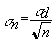 σₙ = σd/√n